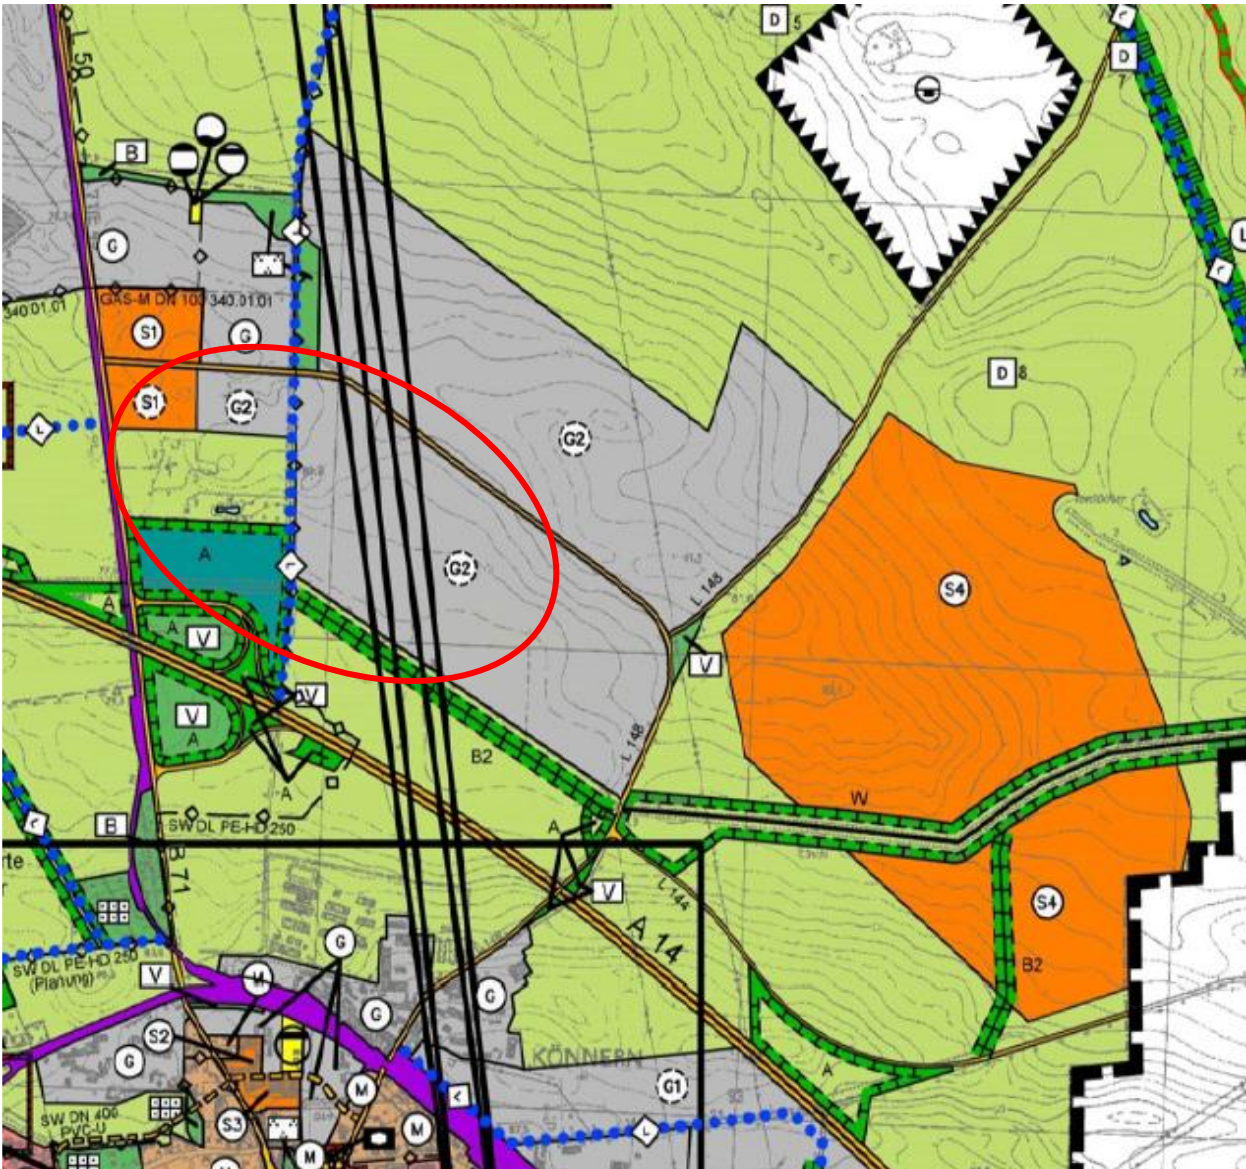 D 5
L 50
D
7
B
L
G
L
340.01.01
GAS-M DN 100 340.01.01
S1
G
D 8
S1
G2
G2
L
A
G2
L
S4
L 148
A
A
V
V
V
V
A
B2
L 148
A
W
B
SW DL PE-HD 250
A
rte
B 71
V
L 144
S4
A 14
SW DL PE-HD 250
(Planung)
V
M
G
G
G
B2
S2
G
KÖNNERN
M
G1
A
SW DN 400
PVC-U
S3
M
L
M